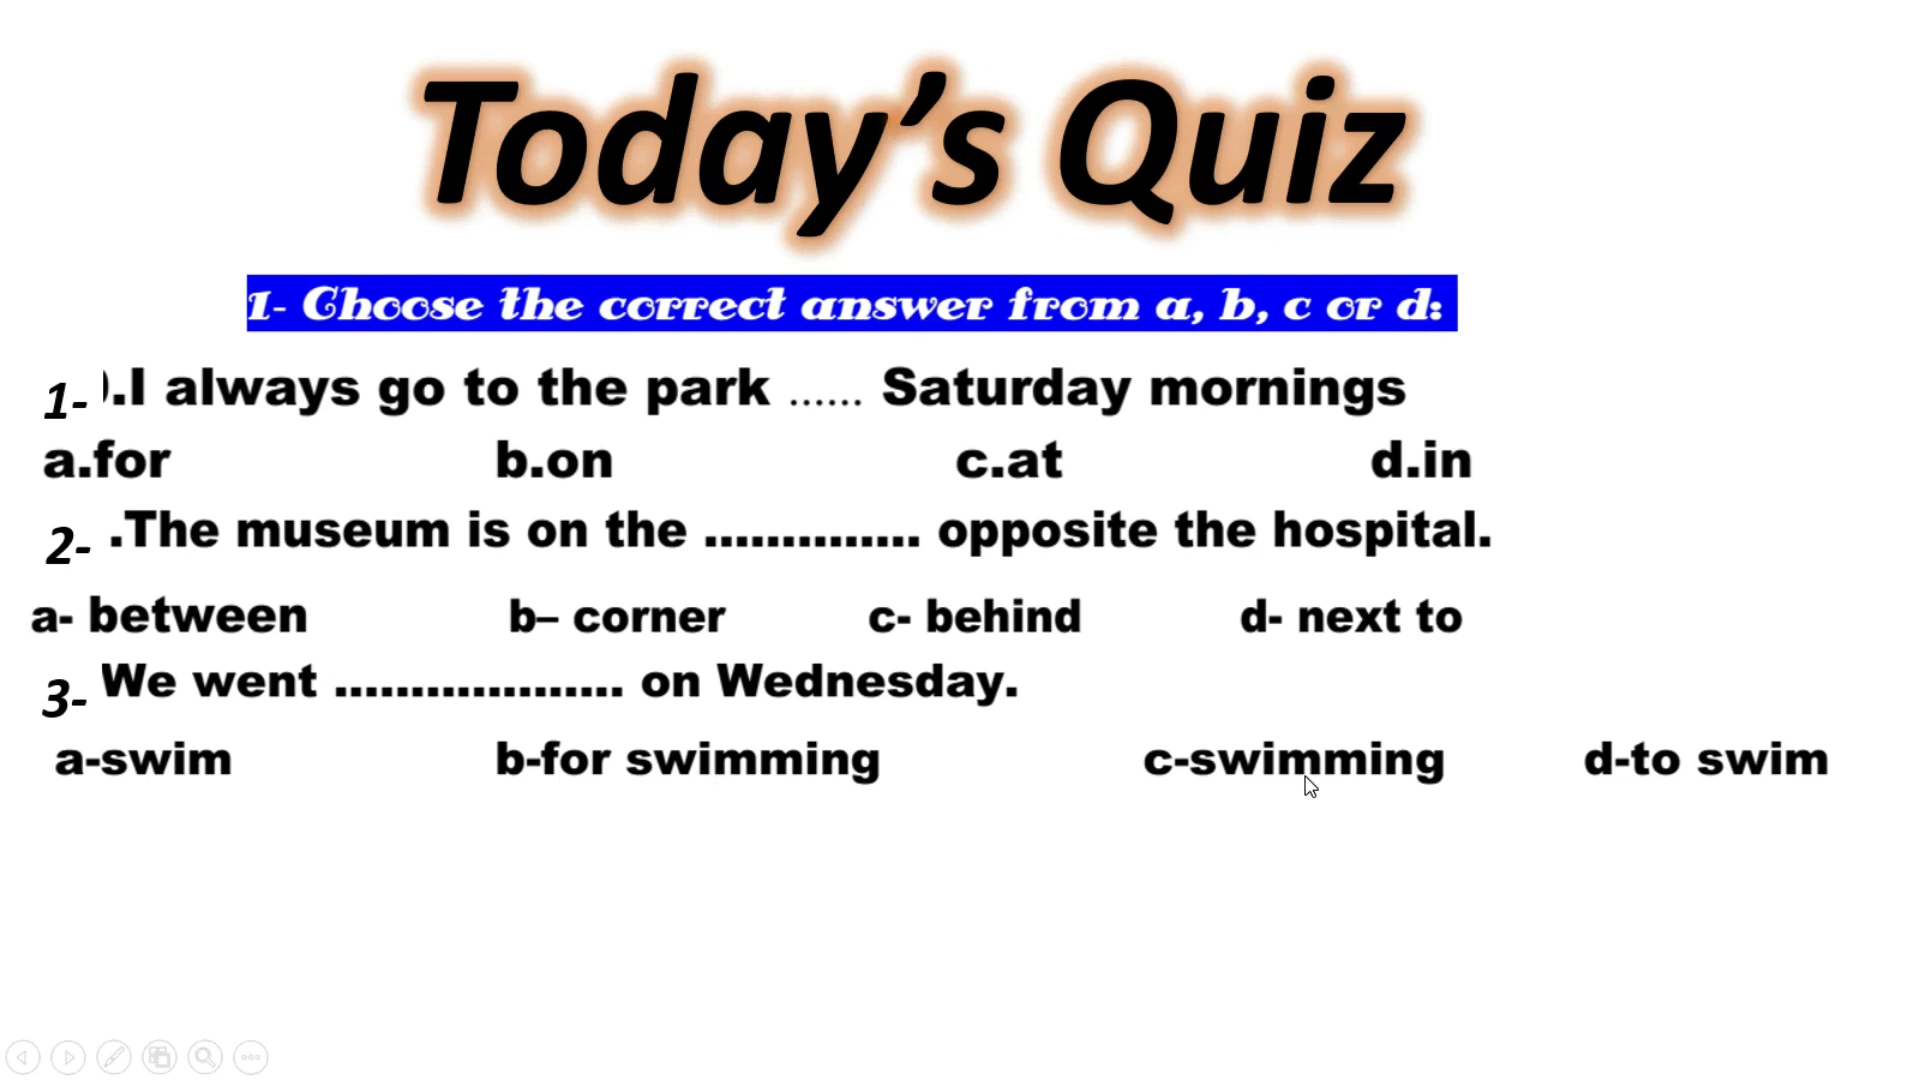 Today's Quiz
1- Choose the correct answer from a, b, c or d:
1- ).I always go to the park ...... Saturday mornings
a.for b.on c.at d.in
2- .The museum is on the .............. opposite the hospital.
a- between b– corner c- behind d- next to
3- We went ................... on Wednesday.
a-swim b-for swimming c-swimming d-to swim